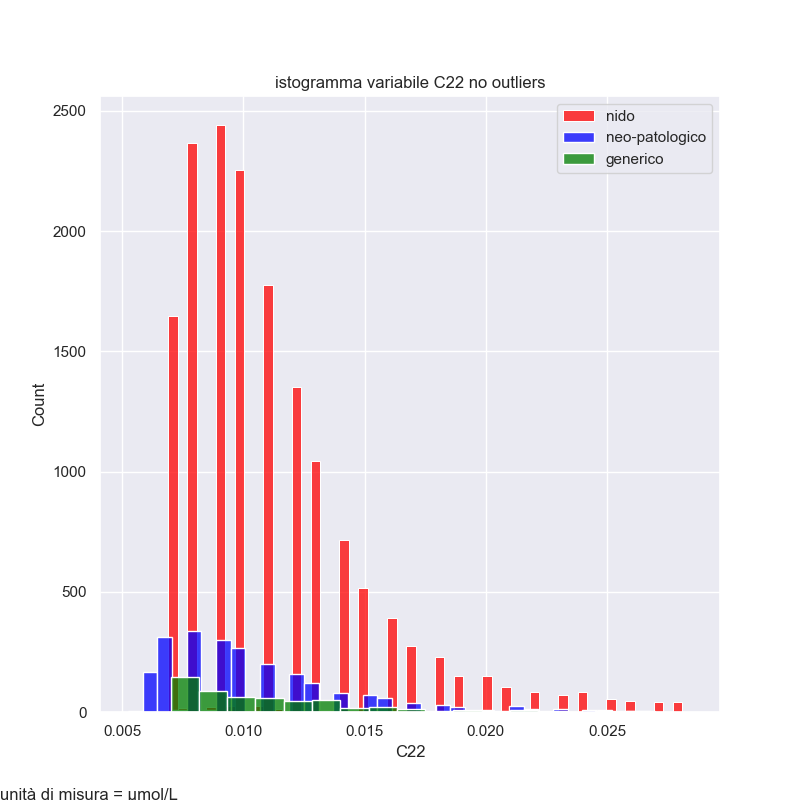 istogramma variabile C22 no outliers
nido
neo-patologico
generico
2500
2000
1500
1000
500
0
Count
0.005 0.010 0.015 0.020 0.025
C22
unità di misura = μmol/L